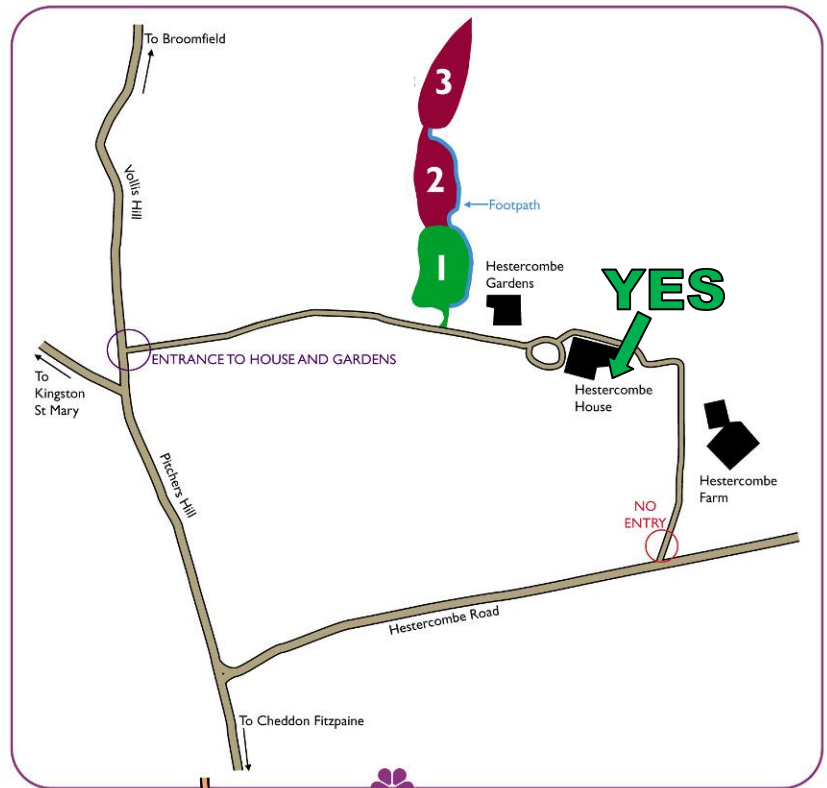 To Broomfield
3
Vollis Hill
2
Footpath
1
Hestercombe
Gardens
YES
ENTRANCE TO HOUSE AND GARDENS
To
Kingston
St Mary
Hestercombe
House
Pitchers Hill
Hestercombe
Farm
NO
ENTRY
Hestercombe Road
To Cheddon Fitzpaine